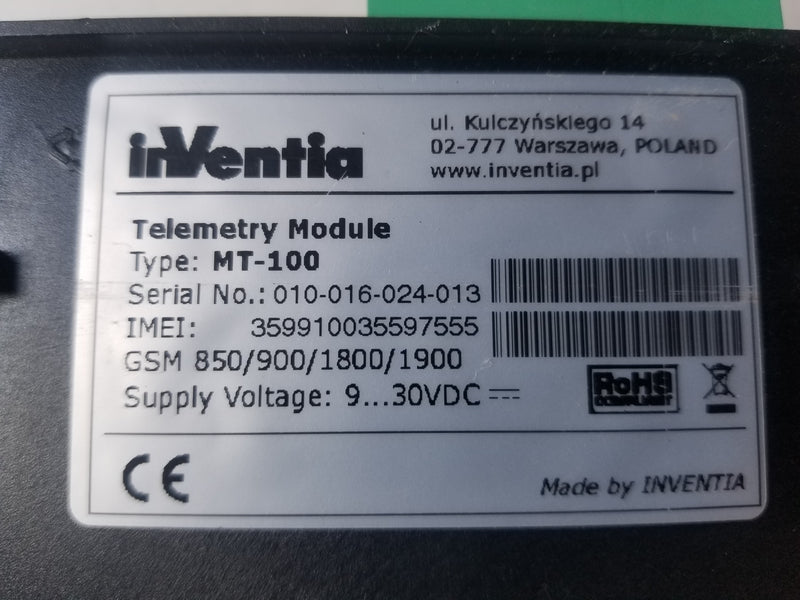 inVentia
ul. Kulczyńskiego 14
02-777 Warszawa, POLAND
www.inventia.pl
Telemetry Module
Type: MT-100
Serial No.: 010-016-024-013
IMEI: 359910035597555
GSM 850/900/1800/1900
Supply Voltage: 9...30VDC
RoHS
COMPLIANT
CE
Made by INVENTIA